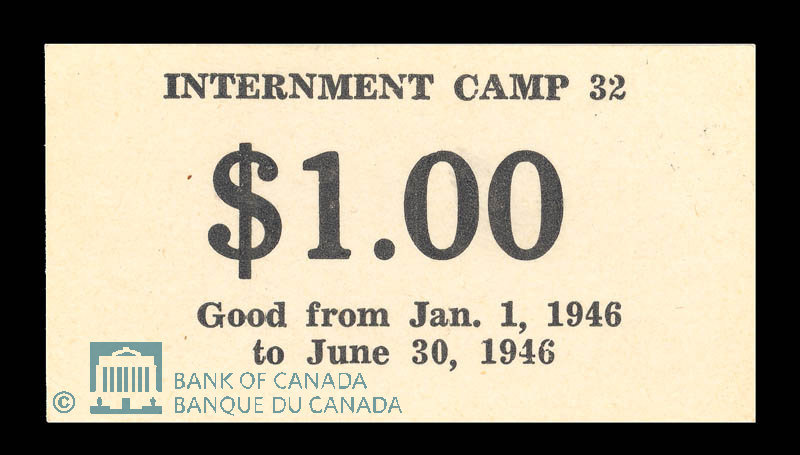 INTERNMENT CAMP 32
$1.00
Good from Jan. 1, 1946
to June 30, 1946
© BANK OF CANADA
BANQUE DU CANADA